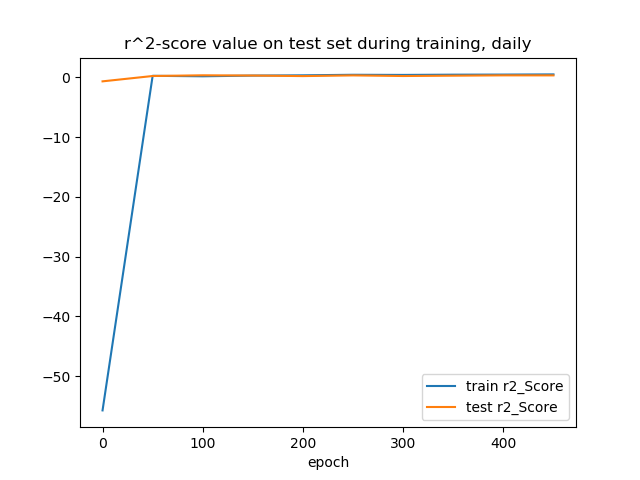 r^2-score value on test set during training, daily
0
−10
−20
−30
−40
−50
train r2_Score
test r2_Score
0 100 200 300 400
epoch